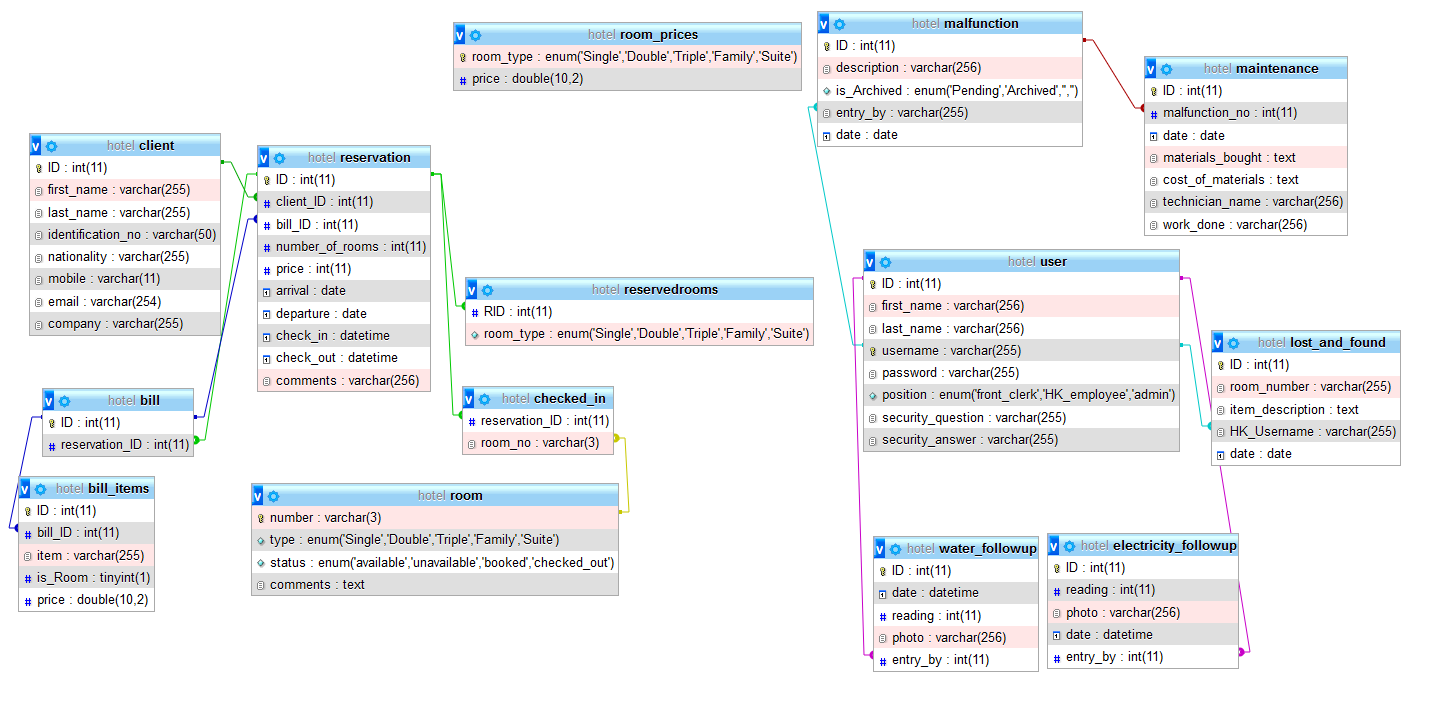 hotel room_prices
room_type : enum('Single','Double','Triple','Family','Suite')
# price : double(10,2)
hotel malfunction
ID : int(11)
description : varchar(256)
is_Archived : enum('Pending','Archived','','')
entry_by : varchar(255)
date : date
hotel maintenance
ID : int(11)
# malfunction_no : int(11)
date : date
materials_bought : text
cost_of_materials : text
technician_name : varchar(256)
work_done : varchar(256)
hotel client
ID : int(11)
first_name : varchar(255)
last_name : varchar(255)
identification_no : varchar(50)
nationality : varchar(255)
mobile : varchar(11)
email : varchar(254)
company : varchar(255)
hotel reservation
ID : int(11)
# client_ID : int(11)
# bill_ID : int(11)
# number_of_rooms : int(11)
# price : int(11)
arrival : date
departure : date
check_in : datetime
check_out : datetime
comments : varchar(256)
hotel reservedrooms
# RID : int(11)
room_type : enum('Single','Double','Triple','Family','Suite')
hotel user
ID : int(11)
first_name : varchar(256)
last_name : varchar(256)
username : varchar(255)
password : varchar(255)
position : enum('front_clerk','HK_employee','admin')
security_question : varchar(255)
security_answer : varchar(255)
hotel lost_and_found
ID : int(11)
room_number : varchar(255)
item_description : text
HK_Username : varchar(255)
date : date
hotel bill
ID : int(11)
# reservation_ID : int(11)
hotel checked_in
# reservation_ID : int(11)
room_no : varchar(3)
hotel bill_items
ID : int(11)
# bill_ID : int(11)
item : varchar(255)
# is_Room : tinyint(1)
# price : double(10,2)
hotel room
number : varchar(3)
type : enum('Single','Double','Triple','Family','Suite')
status : enum('available','unavailable','booked','checked_out')
comments : text
hotel water_followup
ID : int(11)
date : datetime
# reading : int(11)
photo : varchar(256)
# entry_by : int(11)
hotel electricity_followup
ID : int(11)
# reading : int(11)
photo : varchar(256)
date : datetime
# entry_by : int(11)